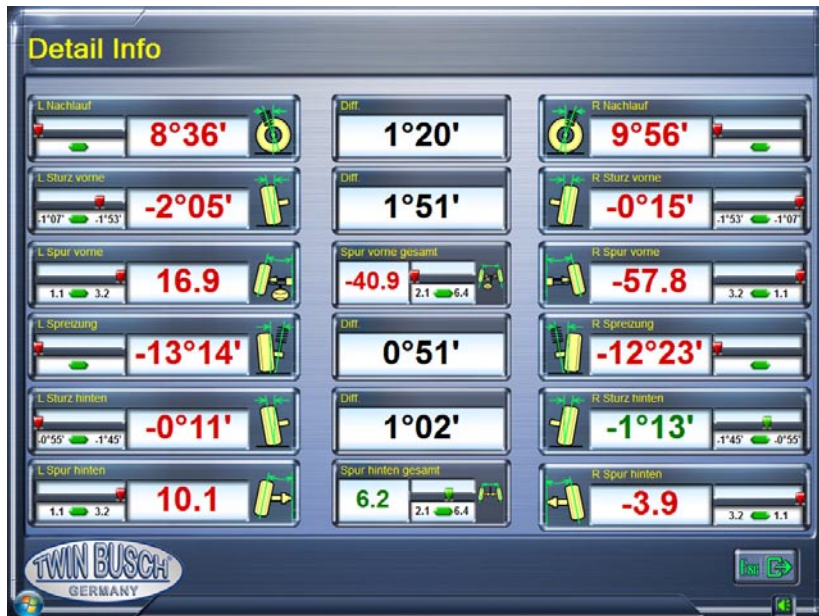 Detail Info
L Nachlauf
8°36'
Diff.
1°20'
R Nachlauf
9°56'
L Sturz vorne
-1°07' -1°53'
-2°05'
Diff.
1°51'
R Sturz vorne
-0°15'
-1°53' -1°07'
L Spur vorne
1.1 3.2
16.9
Spur vorne gesamt
-40.9
2.1 6.4
R Spur vorne
-57.8
3.2 1.1
L Spreizung
-13°14'
Diff.
0°51'
R Spreizung
-12°23'
L Sturz hinten
-0°55' -1°45'
-0°11'
Diff.
1°02'
R Sturz hinten
-1°13'
-1°45' -0°55'
L Spur hinten
1.1 3.2
10.1
Spur hinten gesamt
6.2
2.1 6.4
R Spur hinten
-3.9
3.2 1.1
TWIN BUSCH
GERMANY
Esc